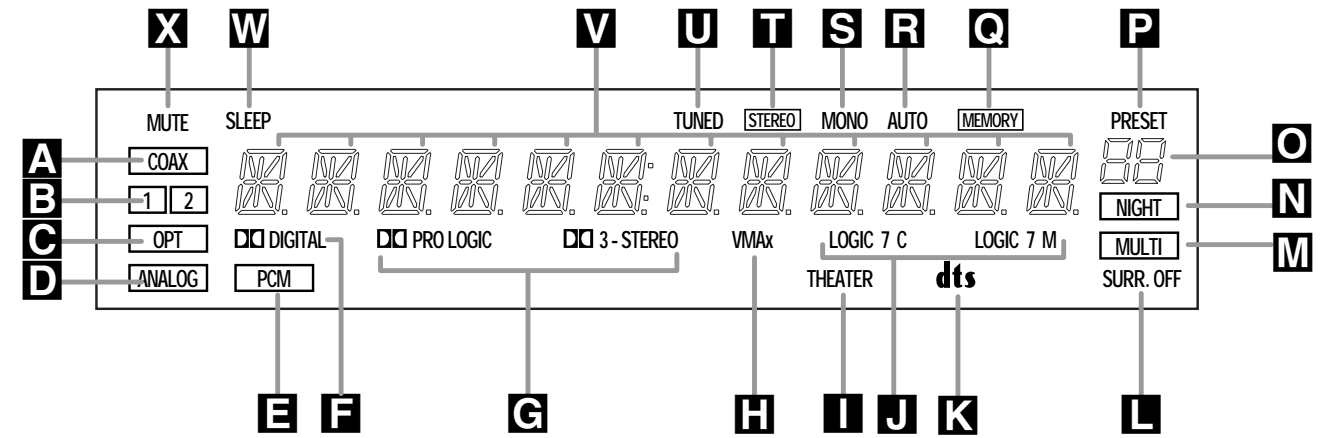 X W V U T S R Q P
MUTE SLEEP TUNED STEREO MONO AUTO MEMORY PRESET
A COAX O
B 1 2 NIGHT N
C OPT DIGITAL PRO LOGIC 3 - STEREO VMAx LOGIC 7 C LOGIC 7 M MULTI M
D ANALOG PCM THEATER dts SURR. OFF
E F G H I J K L